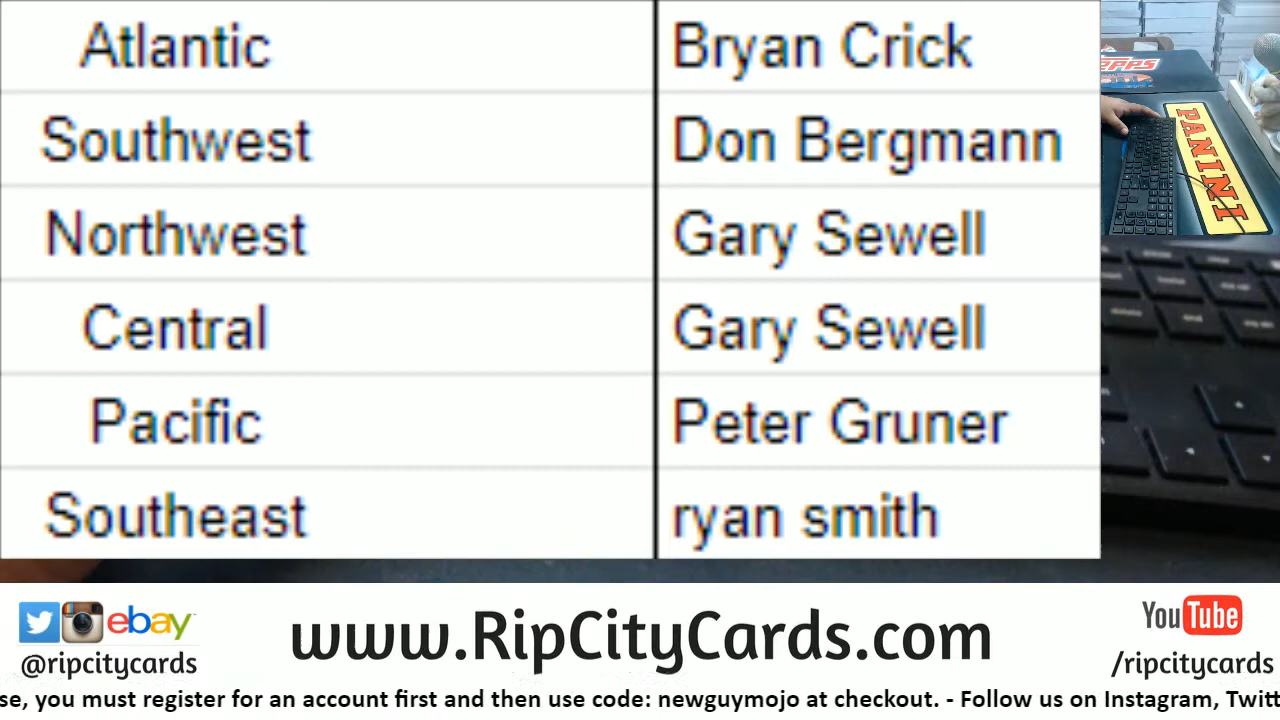 Atlantic Bryan Crick
Southwest Don Bergmann
Northwest Gary Sewell
Central Gary Sewell
Pacific Peter Gruner
Southeast ryan smith
PANINI
ebay
@ripcitycards
www.RipCityCards.com
YouTube
/ripcitycards
you must register for an account first and then use code: newguymojo at checkout. - Follow us on Instagram,